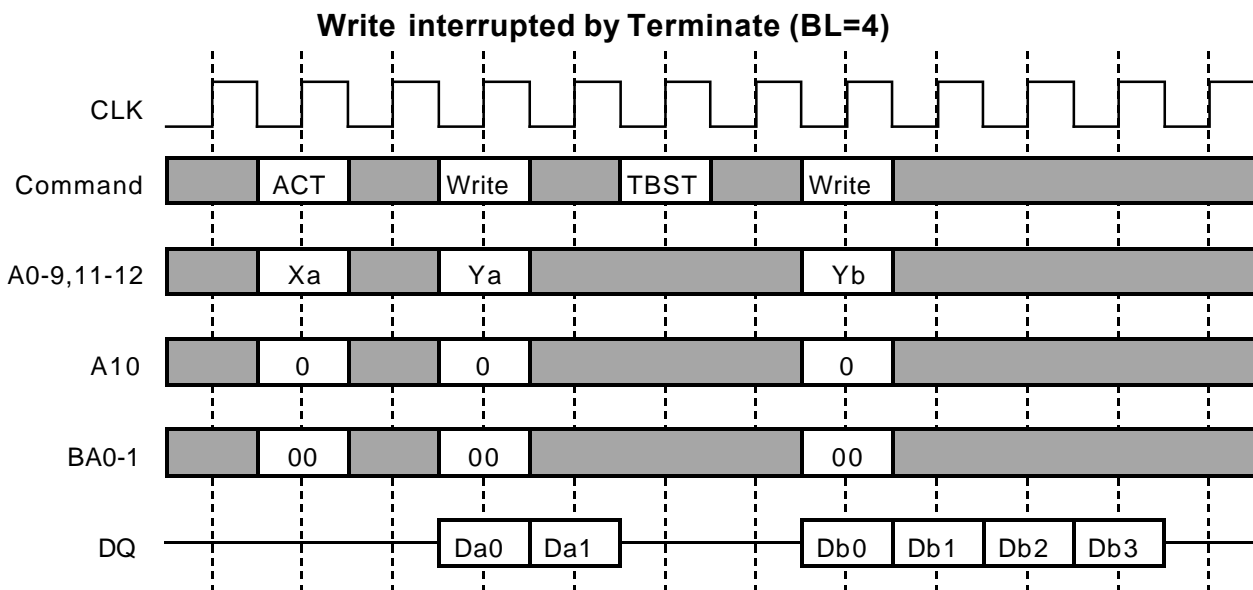 Write interrupted by Terminate (BL=4)
CLK
Command ACT Write TBST Write
A0-9,11-12 Xa Ya Yb
A10 0 0 0
BA0-1 00 00 00
DQ Da0 Da1 Db0 Db1 Db2 Db3